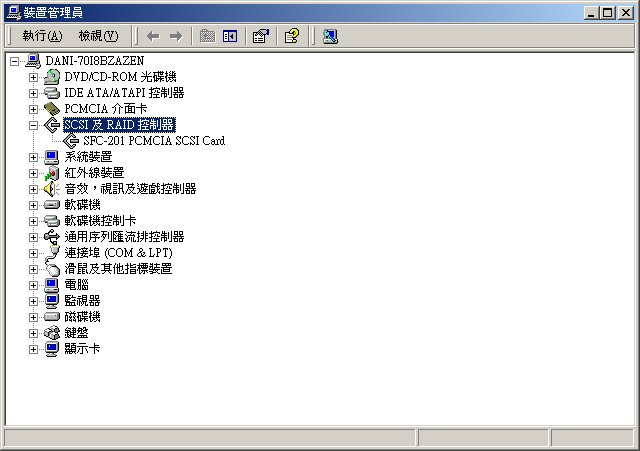 裝置管理員
執行(A) 檢視(V)
DANI-70I8BZAZEN
DVD/CD-ROM 光碟機
IDE ATA/ATAPI 控制器
PCMCIA 介面卡
SCSI 及 RAID 控制器
SFC-201 PCMCIA SCSI Card
系統裝置
紅外線裝置
音效，視訊及遊戲控制器
軟碟機
軟碟機控制卡
通用序列匯流排控制器
連接埠 (COM & LPT)
滑鼠及其他指標裝置
電腦
監視器
磁碟機
鍵盤
顯示卡